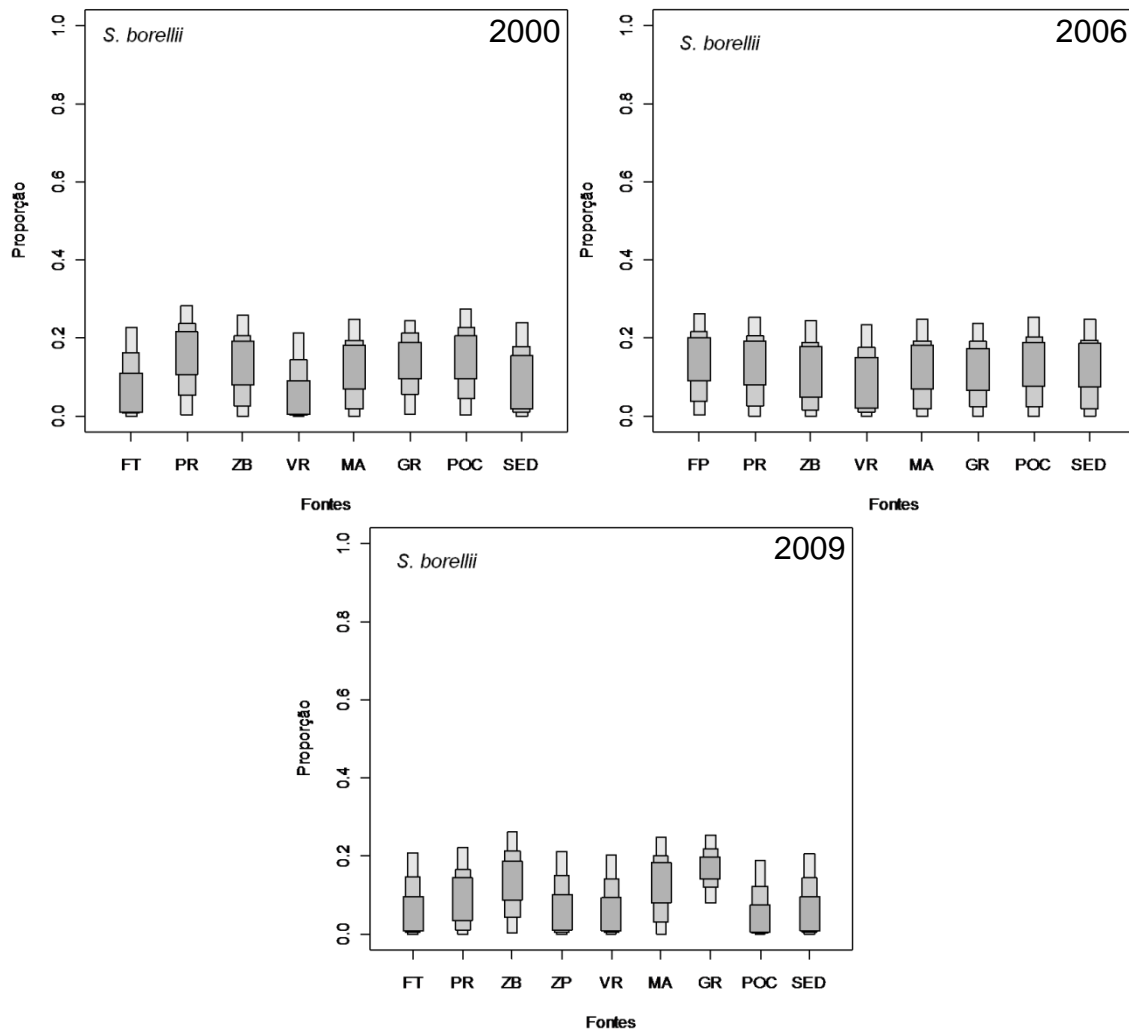 S. borellii
2000
1.0
0.8
0.6
0.4
0.2
0.0
Proporção
FT PR ZB VR MA GR POC SED
Fontes
S. borellii
2006
1.0
0.8
0.6
0.4
0.2
0.0
Proporção
FP PR ZB VR MA GR POC SED
Fontes
S. borellii
2009
1.0
0.8
0.6
0.4
0.2
0.0
Proporção
FT PR ZB ZP VR MA GR POC SED
Fontes